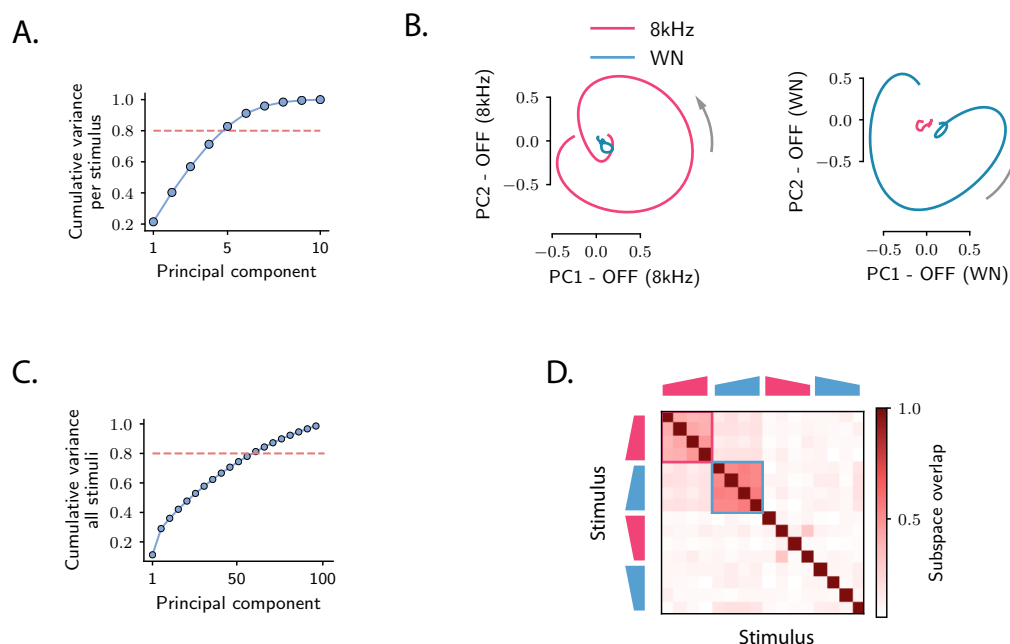 A.
Cumulative variance
per stimulus
1.0
0.8
0.6
0.4
0.2
1
5
10
Principal component
B.
8kHz
WN
PC2 - OFF (8kHz)
0.5
0.0
−0.5
−0.5
0.0
0.5
PC1 - OFF (8kHz)
PC2 - OFF (WN)
0.5
0.0
−0.5
−0.5
0.0
0.5
PC1 - OFF (WN)
C.
Cumulative variance
all stimuli
1.0
0.8
0.6
0.4
0.2
1
50
100
Principal component
D.
Stimulus
Stimulus
1.0
0.5
Subspace overlap